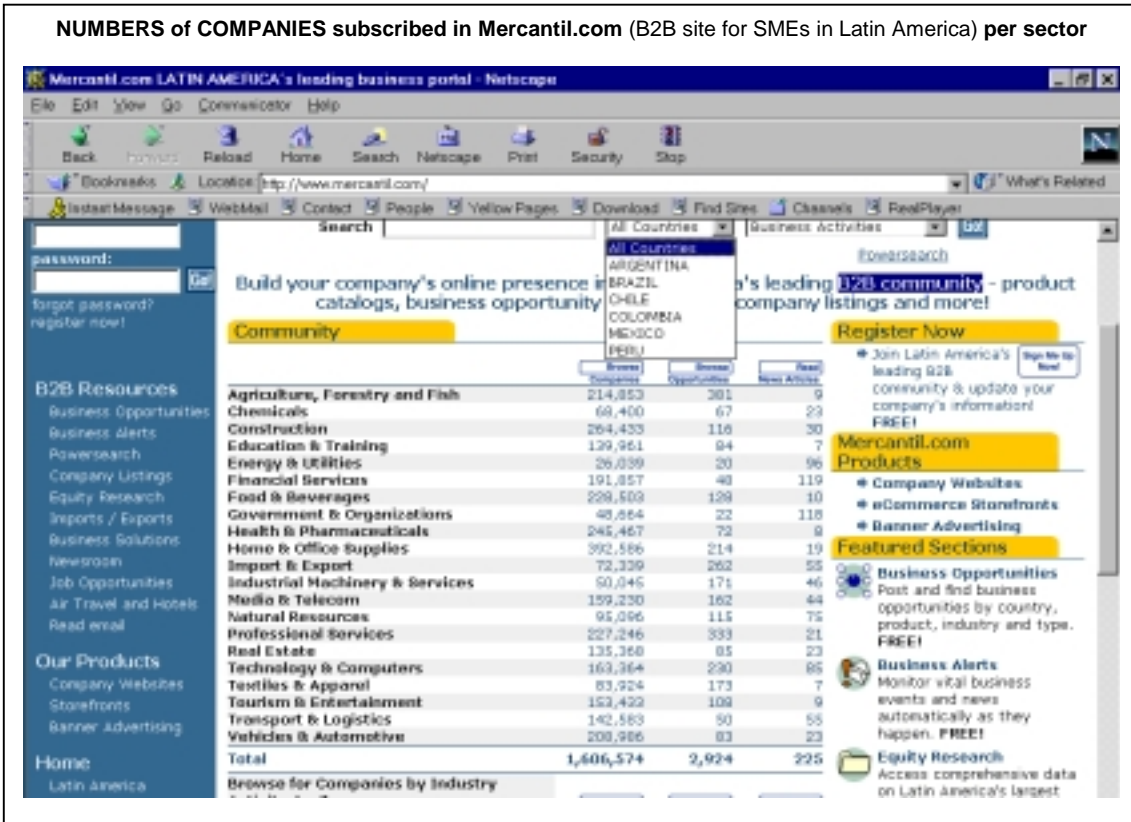 NUMBERS of COMPANIES subscribed in Mercantil.com (B2B site for SMEs in Latin America) per sector
Mercantil.com LATIN AMERICA's leading business portal - Netscape
File Edit View Go Communicator Help
Back Forward Reload Home Search Netscape Print Security Stop
Bookmarks Location: http://www.mercantil.com/ What's Related
Instant Message WebMail Contact People Yellow Pages Download Find Sites Channels RealPlayer
Search All Countries Business Activities Go!
Powersearch
All Countries
ARGENTINA
BRAZIL
CHILE
COLOMBIA
MEXICO
PERU
password:
Go!
forgot password?
register now!
B2B Resources
Business Opportunities
Business Alerts
Powersearch
Company Listings
Equity Research
Imports / Exports
Business Solutions
Newsroom
Job Opportunities
Air Travel and Hotels
Read email
Our Products
Company Websites
Storefronts
Banner Advertising
Home
Latin America
Build your company's online presence in 's leading B2B community - product
catalogs, business opportunity company listings and more!
Community
Browse Companies Browse Opportunities Read News Articles
Agriculture, Forestry and Fish 214,853 381 9
Chemicals 68,400 67 23
Construction 264,433 116 30
Education & Training 139,961 84 7
Energy & Utilities 26,039 20 96
Financial Services 191,857 48 119
Food & Beverages 228,503 128 10
Government & Organizations 48,664 22 118
Health & Pharmaceuticals 245,467 72 8
Home & Office Supplies 392,586 214 19
Import & Export 72,339 262 55
Industrial Machinery & Services 50,045 171 46
Media & Telecom 159,230 162 44
Natural Resources 95,096 115 75
Professional Services 227,246 333 21
Real Estate 135,368 85 23
Technology & Computers 163,364 230 85
Textiles & Apparel 83,924 173 7
Tourism & Entertainment 153,433 108 9
Transport & Logistics 142,583 50 55
Vehicles & Automotive 208,986 83 23
Total 1,606,574 2,924 225
Browse for Companies by Industry
Register Now
Join Latin America's
leading B2B
community & update your
company's information!
FREE!
Sign Me Up Now!
Mercantil.com
Products
Company Websites
eCommerce Storefronts
Banner Advertising
Featured Sections
Business Opportunities
Post and find business
opportunities by country,
product, industry and type.
FREE!
Business Alerts
Monitor vital business
events and news
automatically as they
happen. FREE!
Equity Research
Access comprehensive data
on Latin America's largest